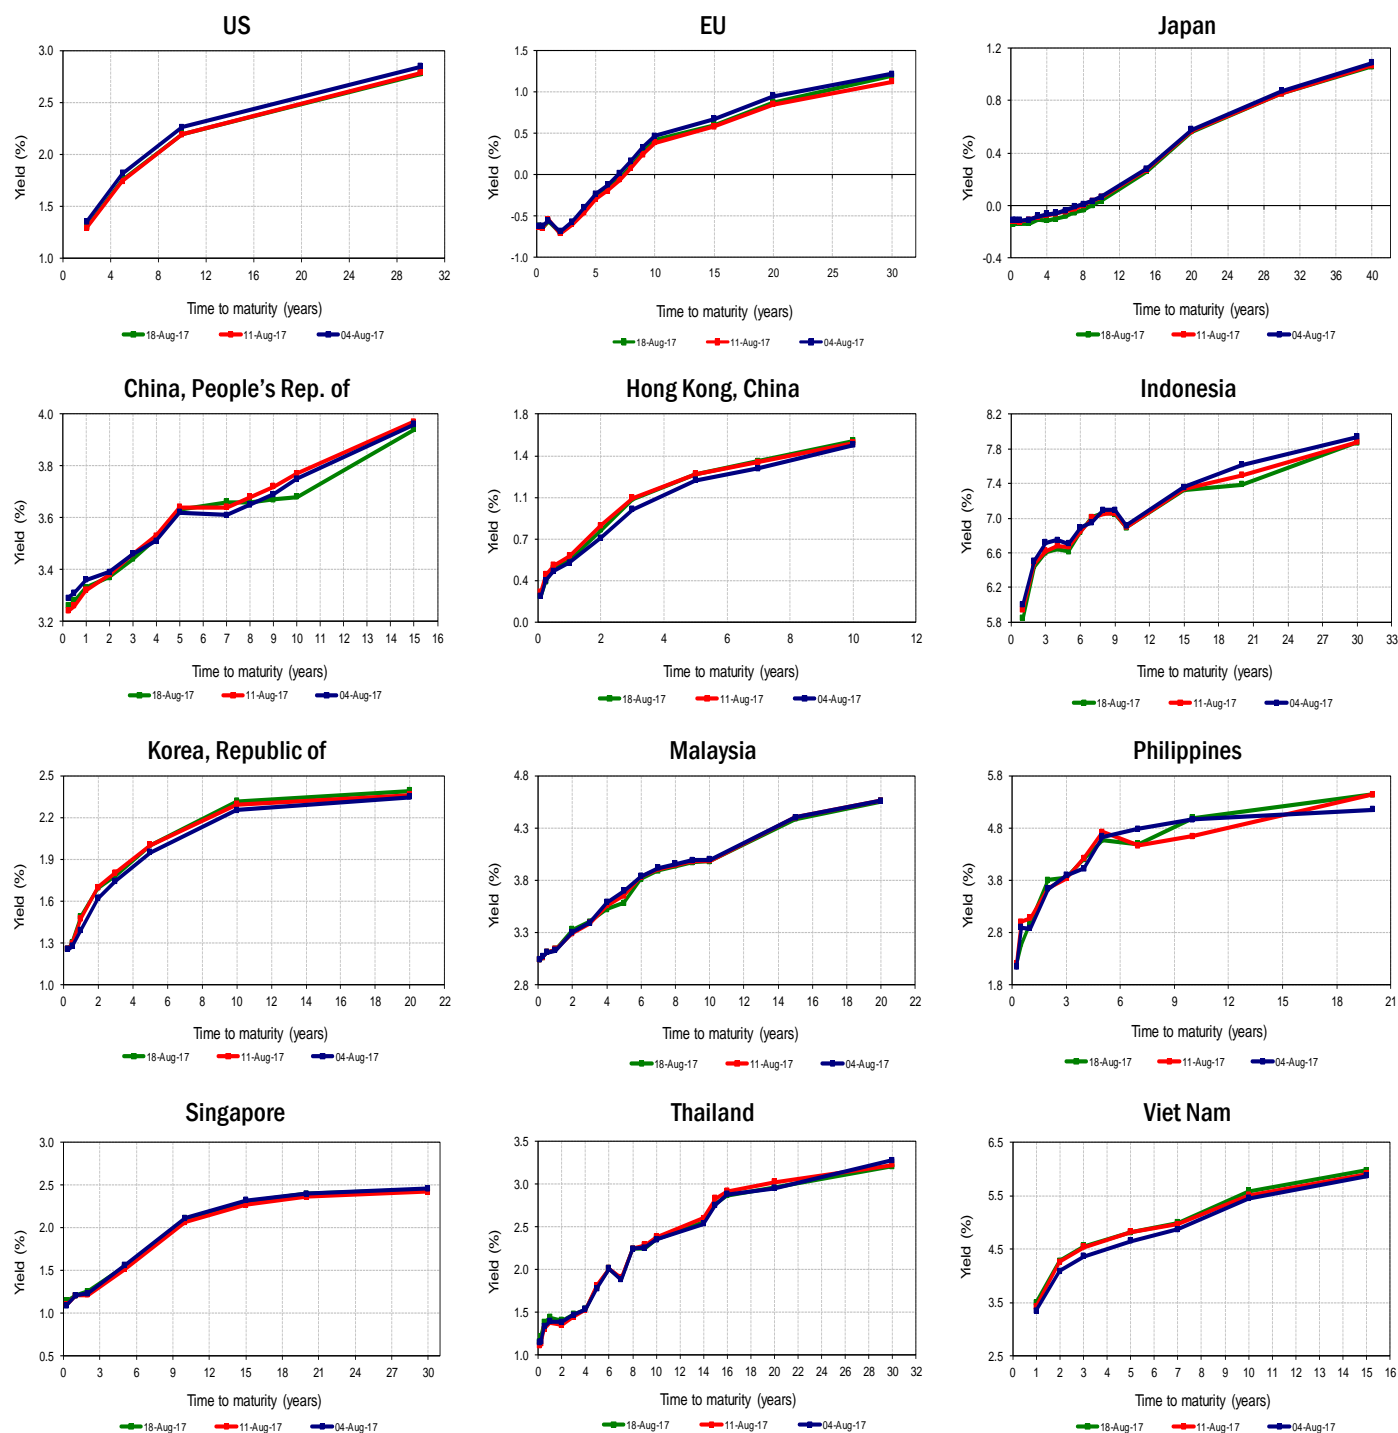 US
3.0
2.5
2.0
1.5
1.0
Yield (%)
0 4 8 12 16 20 24 28 32
Time to maturity (years)
18-Aug-17 11-Aug-17 04-Aug-17
EU
1.5
1.0
0.5
0.0
-0.5
-1.0
Yield (%)
0 5 10 15 20 25 30
Time to maturity (years)
18-Aug-17 11-Aug-17 04-Aug-17
Japan
1.2
0.8
0.4
0.0
-0.4
Yield (%)
0 4 8 12 16 20 24 28 32 36 40
Time to maturity (years)
18-Aug-17 11-Aug-17 04-Aug-17
China, People's Rep. of
4.0
3.8
3.6
3.4
3.2
Yield (%)
0 1 2 3 4 5 6 7 8 9 10 12 13 14 15 16
Time to maturity (years)
18-Aug-17 11-Aug-17 04-Aug-17
Hong Kong, China
1.8
1.4
1.1
0.7
0.4
0.0
Yield (%)
0 2 4 6 8 10 12
Time to maturity (years)
18-Aug-17 11-Aug-17 04-Aug-17
Indonesia
8.2
7.8
7.4
7.0
6.6
6.2
5.8
Yield (%)
0 3 6 9 12 15 18 21 24 27 30 33
Time to maturity (years)
18-Aug-17 11-Aug-17 04-Aug-17
Korea, Republic of
2.5
2.2
1.9
1.6
1.3
1.0
Yield (%)
0 2 4 6 8 10 12 14 16 18 20 22
Time to maturity (years)
18-Aug-17 11-Aug-17 04-Aug-17
Malaysia
4.8
4.3
3.8
3.3
2.8
Yield (%)
0 2 4 6 8 10 12 14 16 18 20 22
Time to maturity (years)
18-Aug-17 11-Aug-17 04-Aug-17
Philippines
5.8
4.8
3.8
2.8
1.8
Yield (%)
0 3 6 9 12 15 18 21
Time to maturity (years)
18-Aug-17 11-Aug-17 04-Aug-17
Singapore
3.0
2.5
2.0
1.5
1.0
0.5
Yield (%)
0 3 6 9 12 15 18 21 24 27 30
Time to maturity (years)
18-Aug-17 11-Aug-17 04-Aug-17
Thailand
3.5
3.0
2.5
2.0
1.5
1.0
Yield (%)
0 2 4 6 8 10 12 14 16 18 20 22 24 26 28 30 32
Time to maturity (years)
18-Aug-17 11-Aug-17 04-Aug-17
Viet Nam
6.5
5.5
4.5
3.5
2.5
Yield (%)
0 1 2 3 4 5 6 7 8 10 11 12 13 14 15 16
Time to maturity (years)
18-Aug-17 11-Aug-17 04-Aug-17